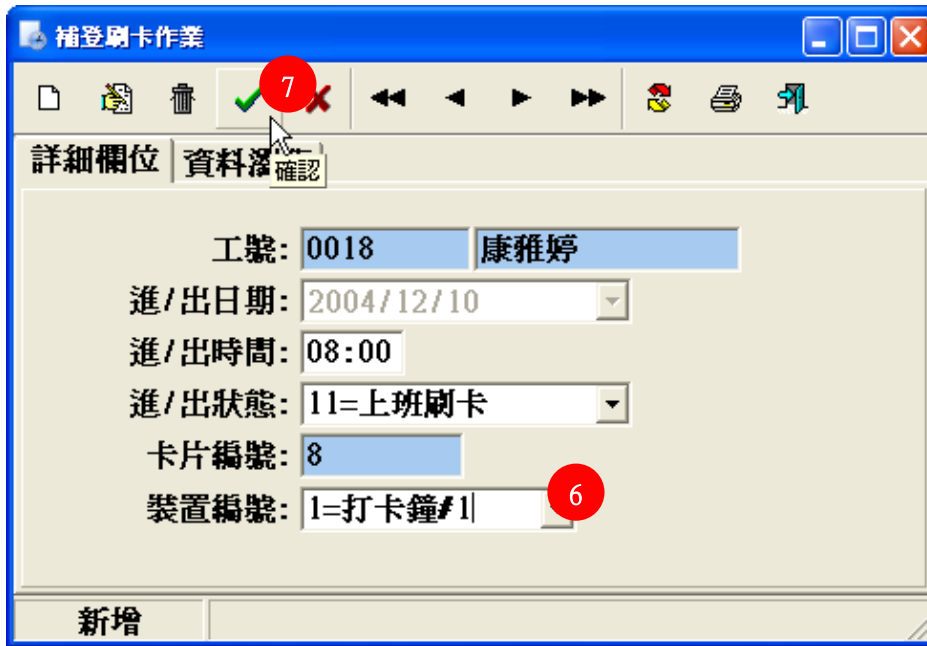 補登刷卡作業
7
詳細欄位 資料瀏
確認
工號: 0018 康雅婷
進/出日期: 2004/12/10
進/出時間: 08:00
進/出狀態: 11=上班刷卡
卡片編號: 8
裝置編號: 1=打卡鐘#1 6
新增